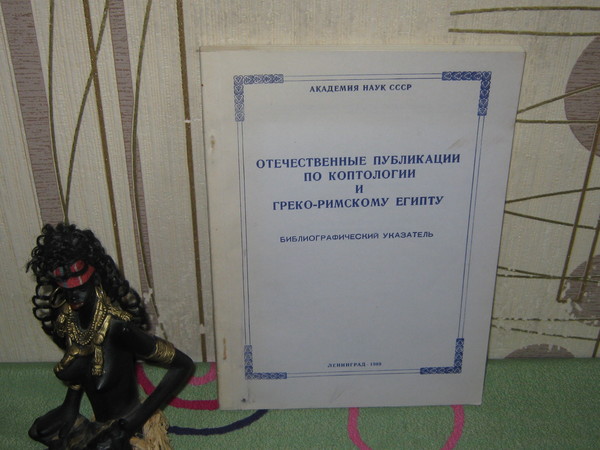 АКАДЕМИЯ НАУК СССР
ОТЕЧЕСТВЕННЫЕ ПУБЛИКАЦИИ
ПО КОПТОЛОГИИ
И
ГРЕКО-РИМСКОМУ ЕГИПТУ
БИБЛИОГРАФИЧЕСКИЙ УКАЗАТЕЛЬ
ЛЕНИНГРАД